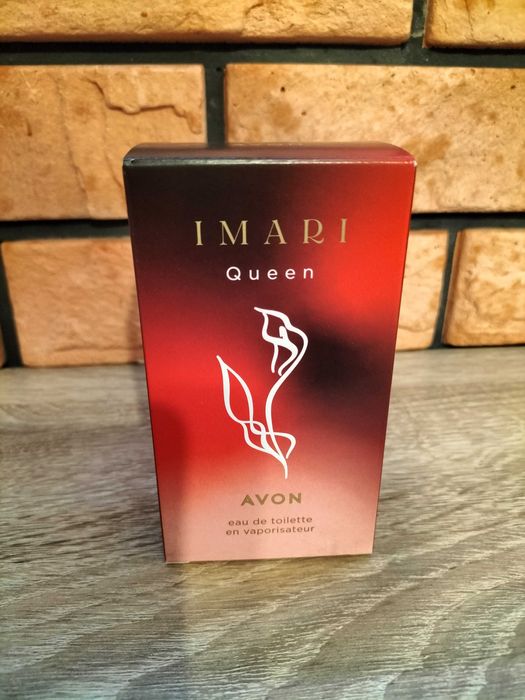 IMARI
Queen
AVON
eau de toilette
en vaporisateur